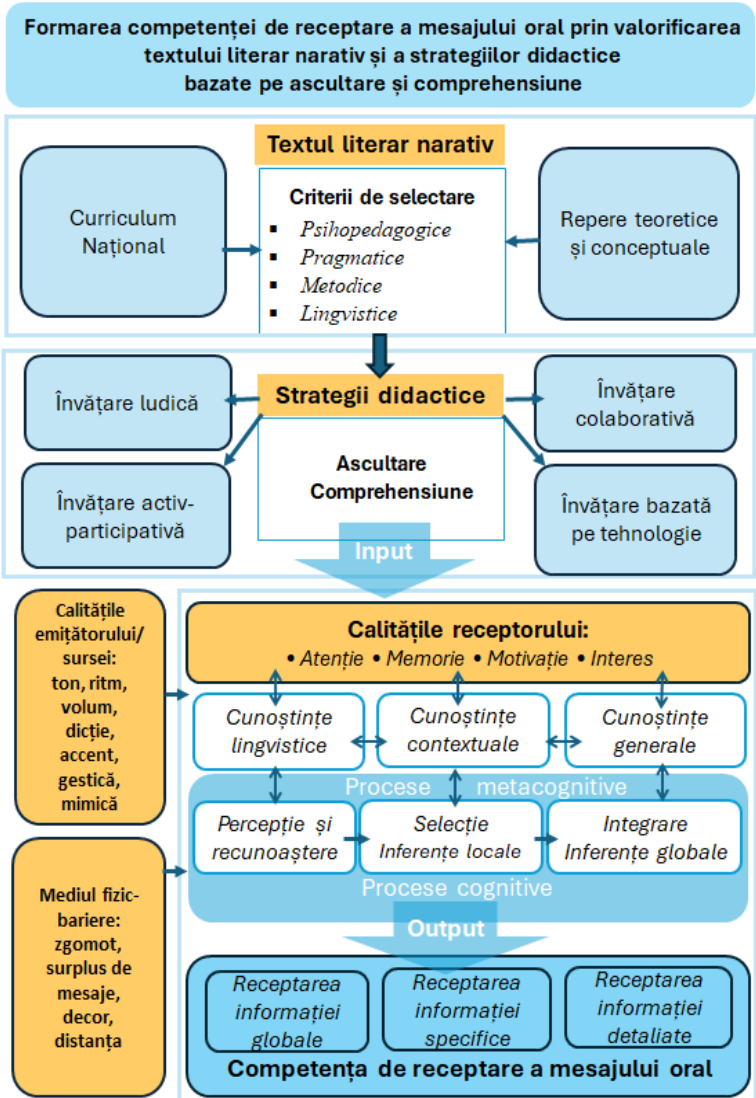 Formarea competenței de receptare a mesajului oral prin valorificarea
textului literar narativ și a strategiilor didactice
bazate pe ascultare și comprehensiune
Textul literar narativ
Curriculum
Național
Criterii de selectare
▪ Psihopedagogice
▪ Pragmatice
▪ Metodice
▪ Lingvistice
Repere teoretice
și conceptuale
Învățare ludică
Strategii didactice
Învățare
colaborativă
Învățare activ-
participativă
Ascultare
Comprehensiune
Învățare bazată
pe tehnologie
Input
Calitățile
emițătorului/
sursei:
ton, ritm,
volum,
dicție,
accent,
gestică,
mimică
Calitățile receptorului:
• Atenție • Memorie • Motivație • Interes
Cunoștințe
lingvistice
Cunoștințe
contextuale
Cunoștințe
generale
Procese metacognitive
Percepție și
recunoaștere
Selecție
Inferențe locale
Integrare
Inferențe globale
Procese cognitive
Mediul fizic-
bariere:
zgomot,
surplus de
mesaje,
decor,
distanța
Output
Receptarea
informației
globale
Receptarea
informației
specifice
Receptarea
informației
detaliate
Competența de receptare a mesajului oral